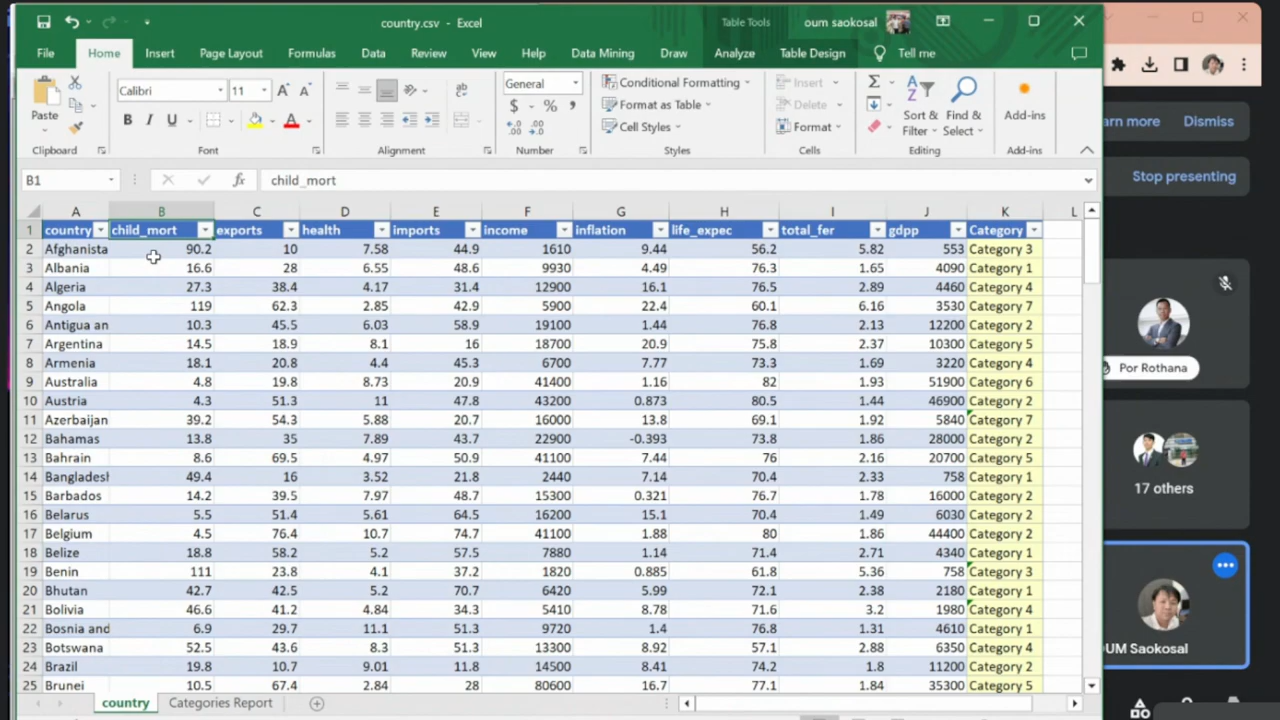 country.csv - Excel
Table Tools
oum saokosal
File Home Insert Page Layout Formulas Data Review View Help Data Mining Draw Analyze Table Design Tell me
Paste
Calibri 11
B I U
General
$ % ,
Conditional Formatting
Format as Table
Cell Styles
Insert
Delete
Format
Sort & Filter
Find & Select
Add-ins
Clipboard Font Alignment Number Styles Cells Editing Add-ins
B1 fx child_mort
A B C D E F G H I J K L
1 country child_mort exports health imports income inflation life_expec total_fer gdpp Category
2 Afghanista 90.2 10 7.58 44.9 1610 9.44 56.2 5.82 553 Category 3
3 Albania 16.6 28 6.55 48.6 9930 4.49 76.3 1.65 4090 Category 1
4 Algeria 27.3 38.4 4.17 31.4 12900 16.1 76.5 2.89 4460 Category 4
5 Angola 119 62.3 2.85 42.9 5900 22.4 60.1 6.16 3530 Category 7
6 Antigua an 10.3 45.5 6.03 58.9 19100 1.44 76.8 2.13 12200 Category 2
7 Argentina 14.5 18.9 8.1 16 18700 20.9 75.8 2.37 10300 Category 5
8 Armenia 18.1 20.8 4.4 45.3 6700 7.77 73.3 1.69 3220 Category 4
9 Australia 4.8 19.8 8.73 20.9 41400 1.16 82 1.93 51900 Category 6
10 Austria 4.3 51.3 11 47.8 43200 0.873 80.5 1.44 46900 Category 2
11 Azerbaijan 39.2 54.3 5.88 20.7 16000 13.8 69.1 1.92 5840 Category 7
12 Bahamas 13.8 35 7.89 43.7 22900 -0.393 73.8 1.86 28000 Category 2
13 Bahrain 8.6 69.5 4.97 50.9 41100 7.44 76 2.16 20700 Category 5
14 Bangladesh 49.4 16 3.52 21.8 2440 7.14 70.4 2.33 758 Category 1
15 Barbados 14.2 39.5 7.97 48.7 15300 0.321 76.7 1.78 16000 Category 2
16 Belarus 5.5 51.4 5.61 64.5 16200 15.1 70.4 1.49 6030 Category 2
17 Belgium 4.5 76.4 10.7 74.7 41100 1.88 80 1.86 44400 Category 2
18 Belize 18.8 58.2 5.2 57.5 7880 1.14 71.4 2.71 4340 Category 1
19 Benin 111 23.8 4.1 37.2 1820 0.885 61.8 5.36 758 Category 3
20 Bhutan 42.7 42.5 5.2 70.7 6420 5.99 72.1 2.38 2180 Category 1
21 Bolivia 46.6 41.2 4.84 34.3 5410 8.78 71.6 3.2 1980 Category 4
22 Bosnia and 6.9 29.7 11.1 51.3 9720 1.4 76.8 1.31 4610 Category 1
23 Botswana 52.5 43.6 8.3 51.3 13300 8.92 57.1 2.88 6350 Category 4
24 Brazil 19.8 10.7 9.01 11.8 14500 8.41 74.2 1.8 11200 Category 2
25 Brunei 10.5 67.4 2.84 28 80600 16.7 77.1 1.84 35300 Category 5
country Categories Report
arn more Dismiss
Stop presenting
Por Rothana
17 others
UM Saokosal